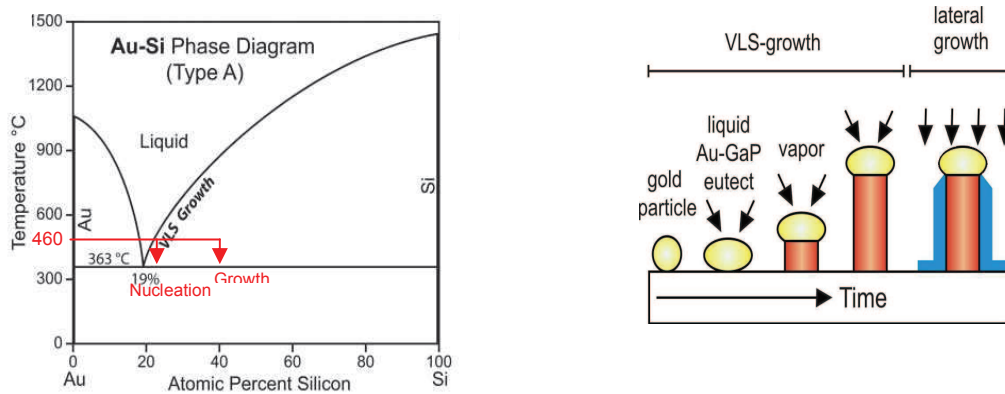 1500
1200
900
600
460
300
0
Temperature °C
Au-Si Phase Diagram
(Type A)
Liquid
VLS Growth
Au
Si
363 °C
19%
Nucleation
Growth
0 20 40 60 80 100
Au Atomic Percent Silicon Si
VLS-growth
lateral
growth
gold
particle
liquid
Au-GaP
eutect
vapor
Time